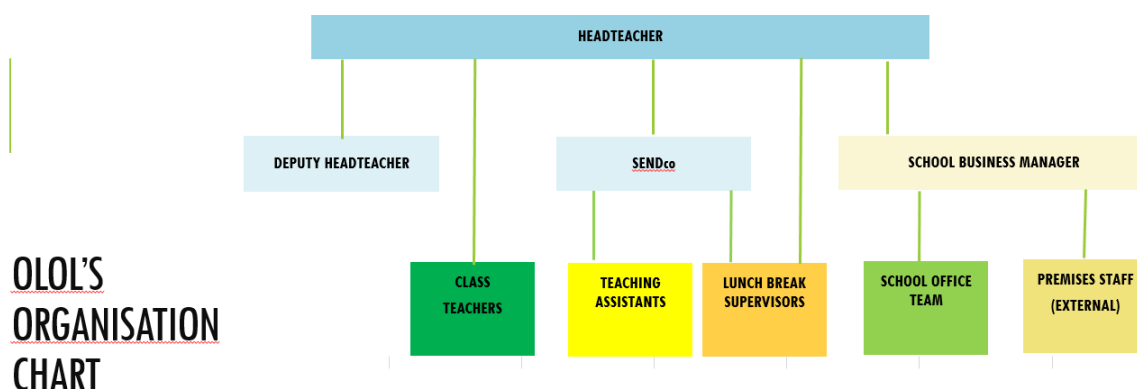 HEADTEACHER
DEPUTY HEADTEACHER
SENDco
SCHOOL BUSINESS MANAGER
CLASS
TEACHERS
TEACHING
ASSISTANTS
LUNCH BREAK
SUPERVISORS
SCHOOL OFFICE
TEAM
PREMISES STAFF
(EXTERNAL)
OLOL'S
ORGANISATION
CHART